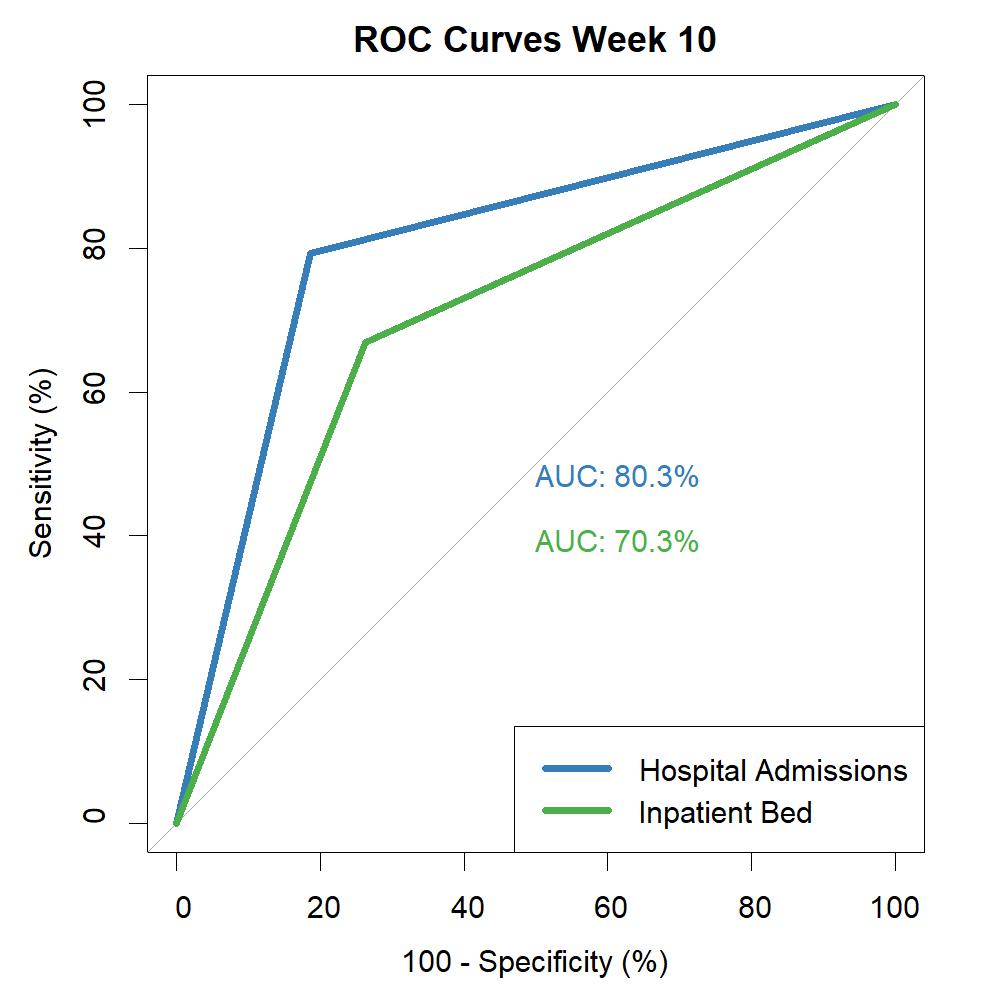 ROC Curves Week 10
100
80
60
40
20
0
Sensitivity (%)
AUC: 80.3%
AUC: 70.3%
Hospital Admissions
Inpatient Bed
0 20 40 60 80 100
100 - Specificity (%)